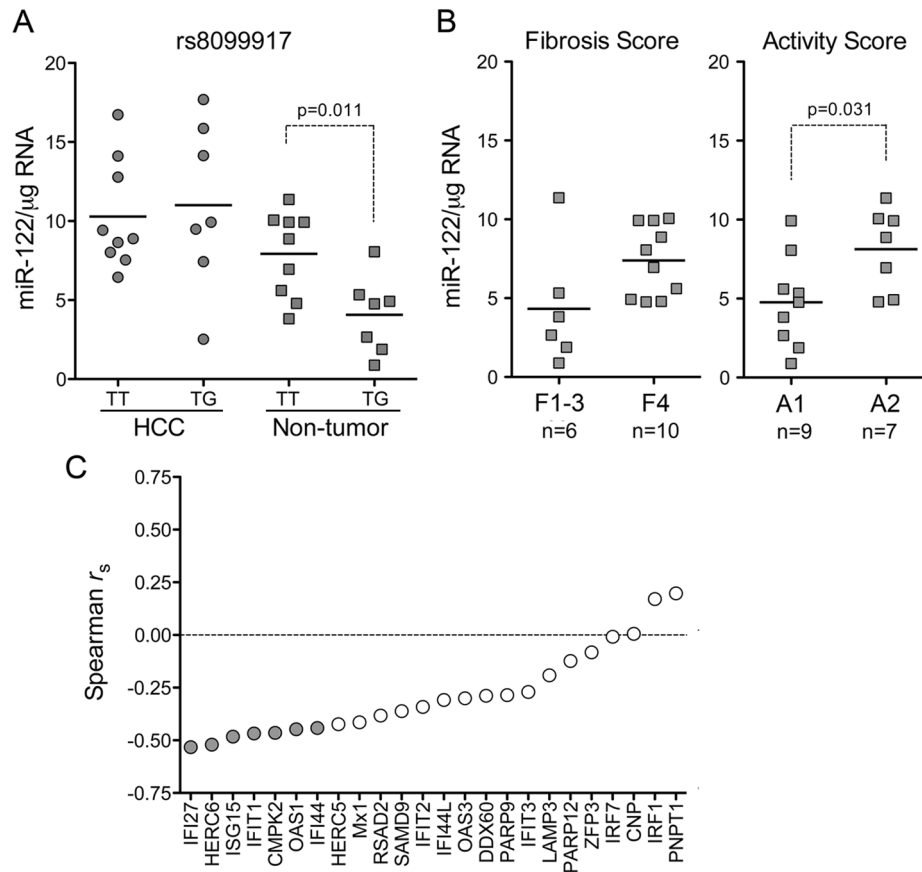 A
rs8099917
miR-122/µg RNA
20
15
10
5
0
p=0.011
TT TG TT TG
HCC Non-tumor
B
Fibrosis Score Activity Score
miR-122/µg RNA
20
15
10
5
0
F1-3 F4
n=6 n=10
20
15
10
5
0
p=0.031
A1 A2
n=9 n=7
C
Spearman rs
0.75
0.50
0.25
0.00
-0.25
-0.50
-0.75
IFI27
HERC6
ISG15
IFIT1
CMPK2
OAS1
IFI44
HERC5
Mx1
RSAD2
SAMD9
IFIT2
IFI44L
OAS3
DDX60
PARP9
IFIT3
LAMP3
PARP12
ZFP3
IRF7
CNP
IRF1
PNPT1